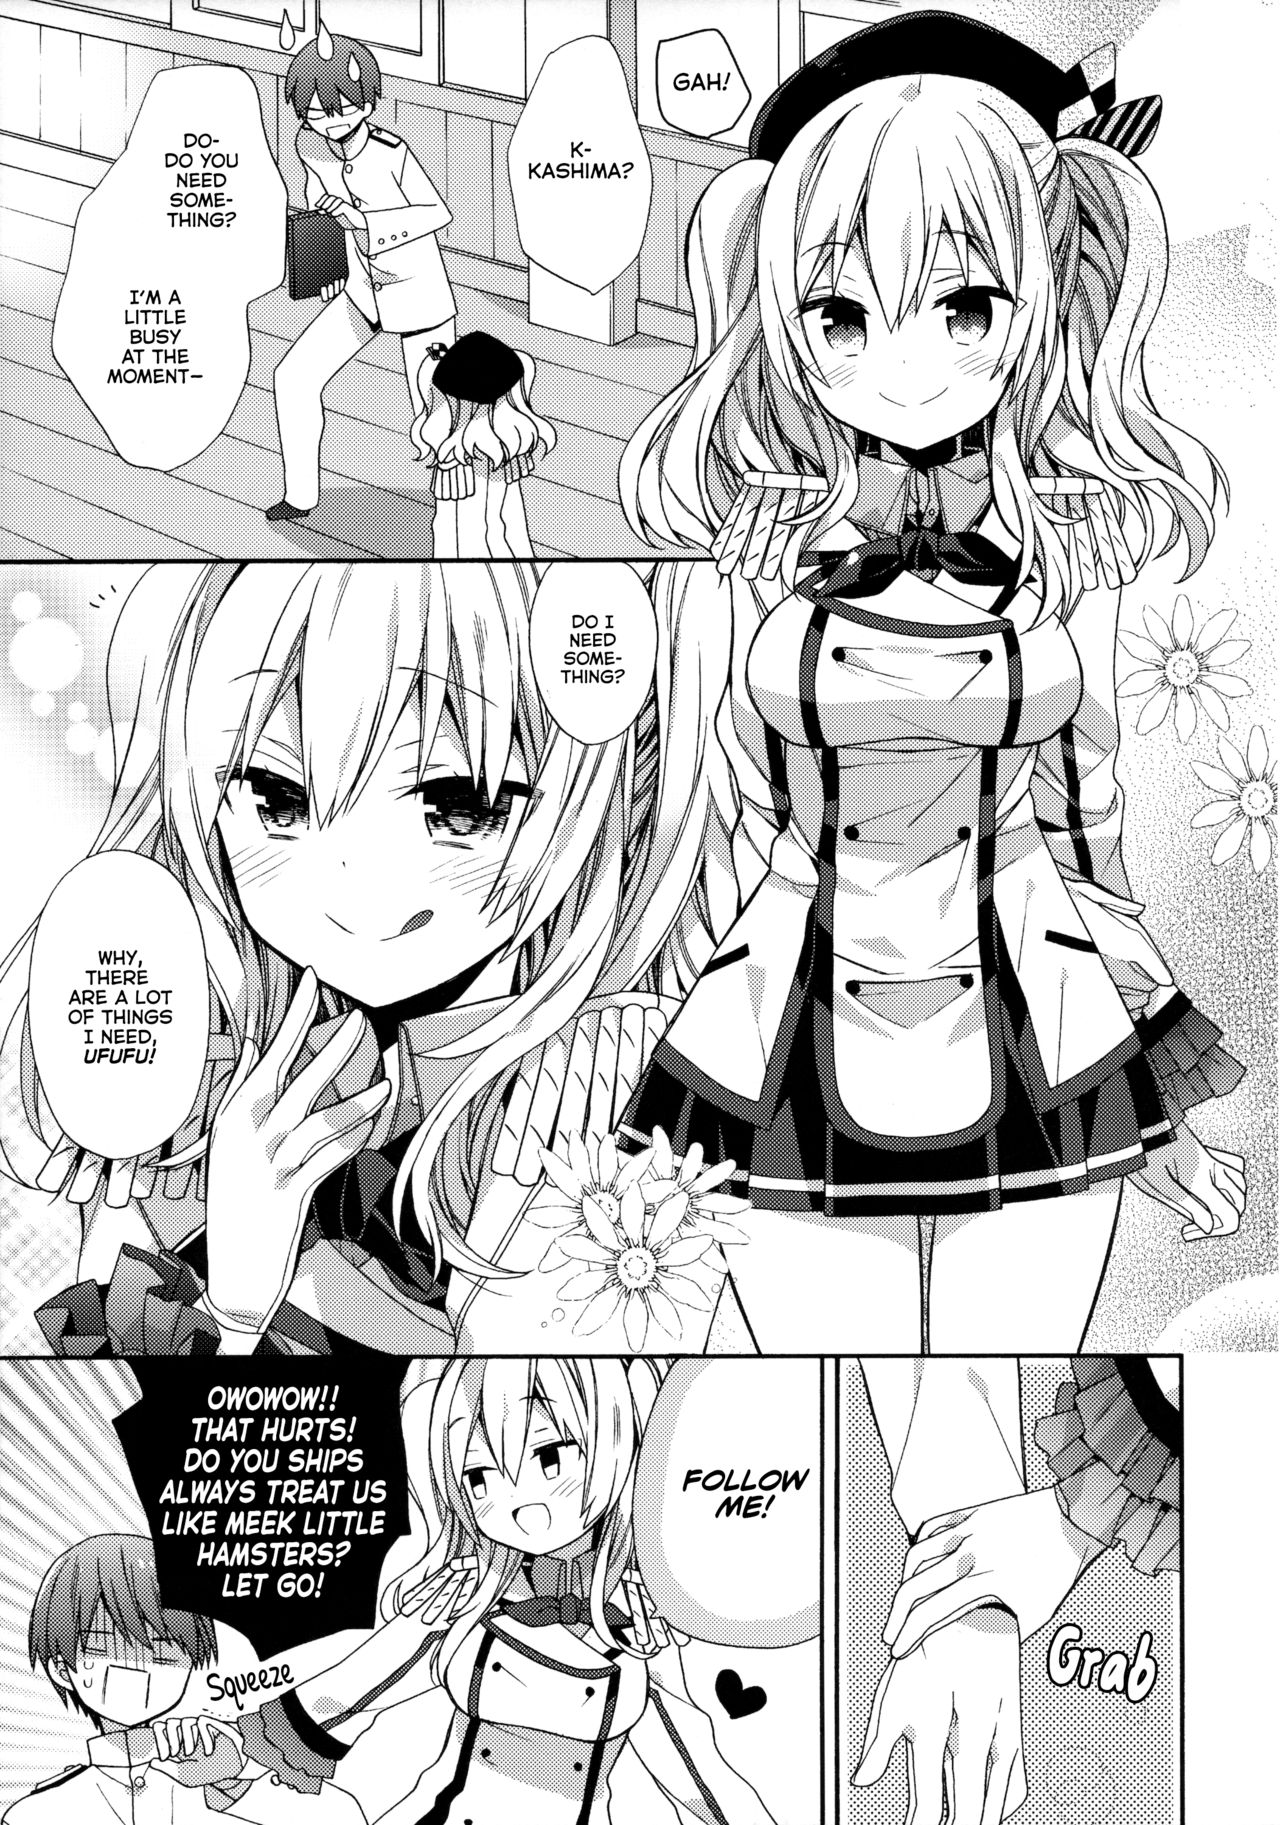 GAH!
K-
KASHIMA?
DO-
DO YOU
NEED
SOME-
THING?
I'M A
LITTLE
BUSY
AT THE
MOMENT—
DO I
NEED
SOME-
THING?
WHY,
THERE
ARE A LOT
OF THINGS
I NEED,
UFUFU!
Grab
FOLLOW
ME!
OWOWOW!!
THAT HURTS!
DO YOU SHIPS
ALWAYS TREAT US
LIKE MEEK LITTLE
HAMSTERS?
LET GO!
Squeeze